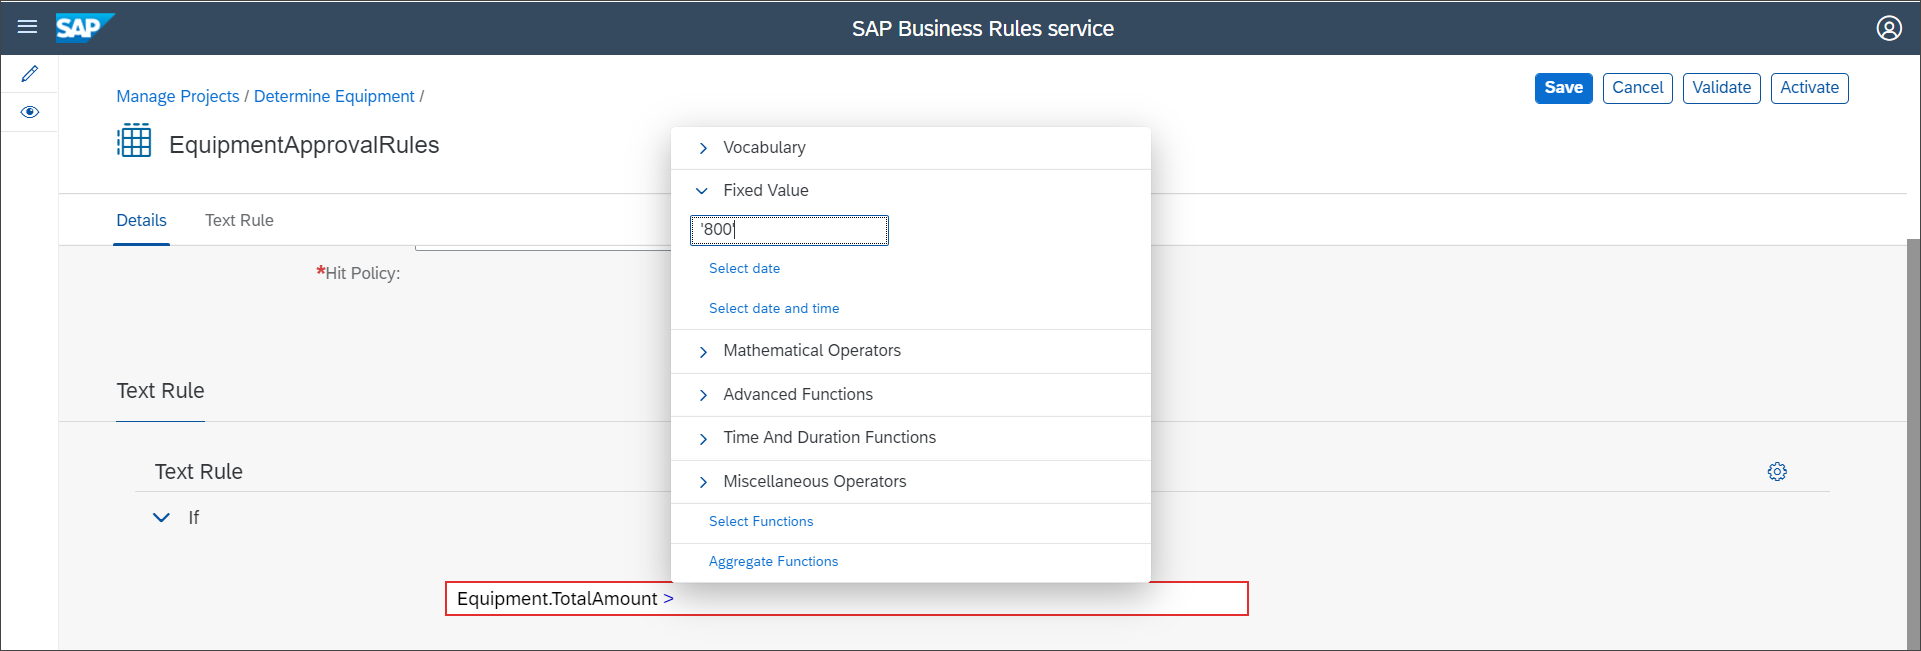 SAP
SAP Business Rules service
Manage Projects / Determine Equipment /
Save
Cancel
Validate
Activate
EquipmentApprovalRules
Details
Text Rule
*Hit Policy:
Vocabulary
Fixed Value
'800'
Select date
Select date and time
Mathematical Operators
Advanced Functions
Time And Duration Functions
Miscellaneous Operators
Select Functions
Aggregate Functions
Text Rule
Text Rule
If
Equipment.TotalAmount >